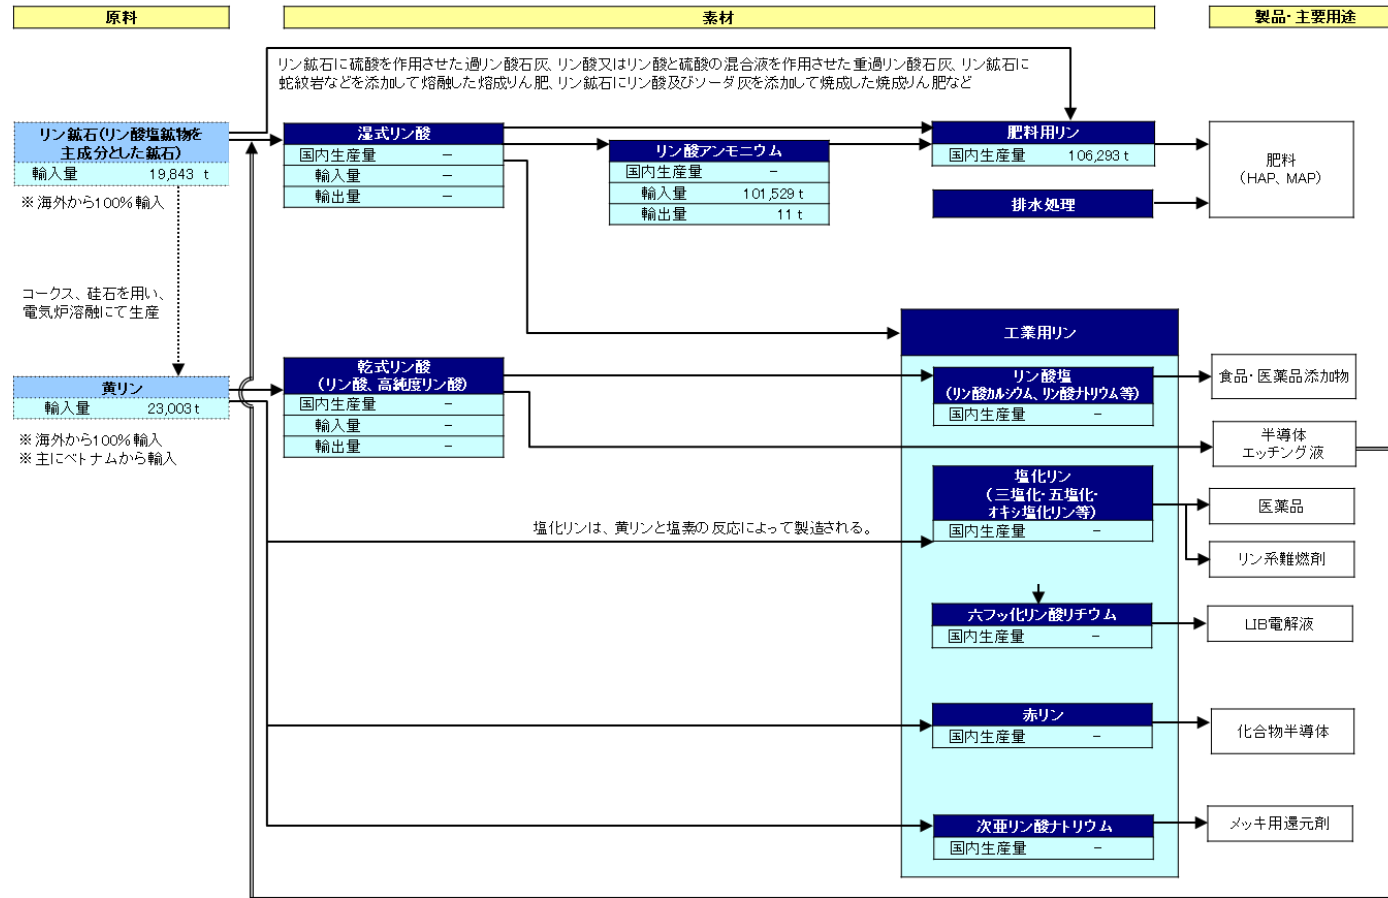 原料
素材
製品・主要用途
リン鉱石に硫酸を作用させた過リン酸石灰、リン酸又はリン酸と硫酸の混合液を作用させた重過リン酸石灰、リン鉱石に
蛇紋岩などを添加して熔融した熔成りん肥、リン鉱石にリン酸及びソーダ灰を添加して焼成した焼成りん肥など
リン鉱石(リン酸塩鉱物を
主成分とした鉱石)
輸入量 19,843 t
※海外から100%輸入
湿式リン酸
国内生産量 －
輸入量 －
輸出量 －
リン酸アンモニウム
国内生産量 －
輸入量 101,529 t
輸出量 11 t
肥料用リン
国内生産量 106,293 t
排水処理
肥料
(HAP、MAP)
コークス、硅石を用い、
電気炉溶融にて生産
黄リン
輸入量 23,003 t
※海外から100%輸入
※主にベトナムから輸入
乾式リン酸
(リン酸、高純度リン酸)
国内生産量 －
輸入量 －
輸出量 －
工業用リン
リン酸塩
(リン酸カルシウム、リン酸ナトリウム等)
国内生産量 －
食品・医薬品添加物
半導体
エッチング液
塩化リン
(三塩化・五塩化・
オキシ塩化リン等)
国内生産量 －
塩化リンは、黄リンと塩素の反応によって製造される。
医薬品
リン系難燃剤
六フッ化リン酸リチウム
国内生産量 －
LIB電解液
赤リン
国内生産量 －
化合物半導体
次亜リン酸ナトリウム
国内生産量 －
メッキ用還元剤